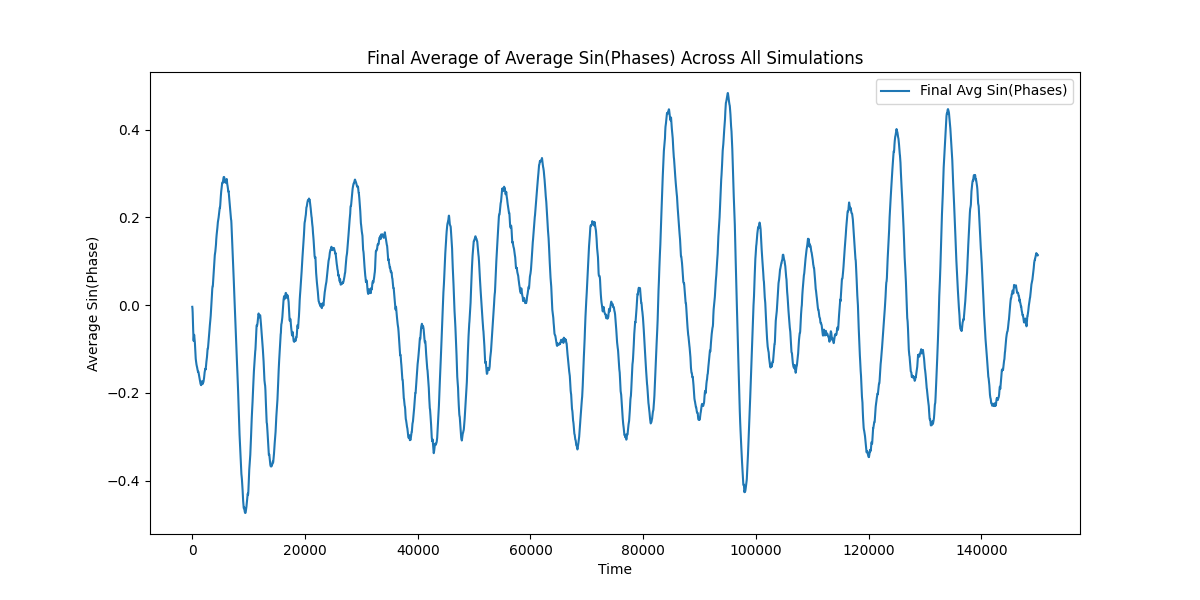 Final Average of Average Sin(Phases) Across All Simulations
Final Avg Sin(Phases)
Average Sin(Phase)
0.4
0.2
0.0
−0.2
−0.4
0 20000 40000 60000 80000 100000 120000 140000
Time